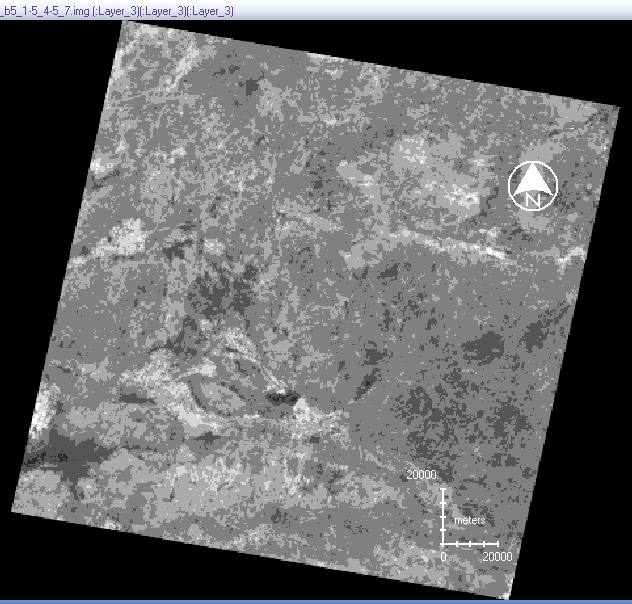 _b5_1-5_4-5_7.img (:Layer_3)(:Layer_3)(:Layer_3)
N
20000
meters
0 20000